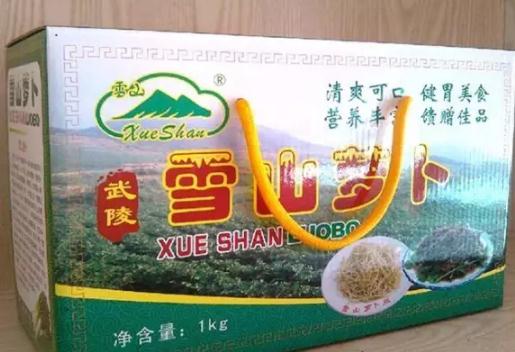 雪山
®
XueShan
清爽可口 健胃美食
营养丰富 馈赠佳品
武陵
雪山萝卜
XUE SHAN LUOBO
雪山萝卜丝
净含量：1kg
雪山萝卜